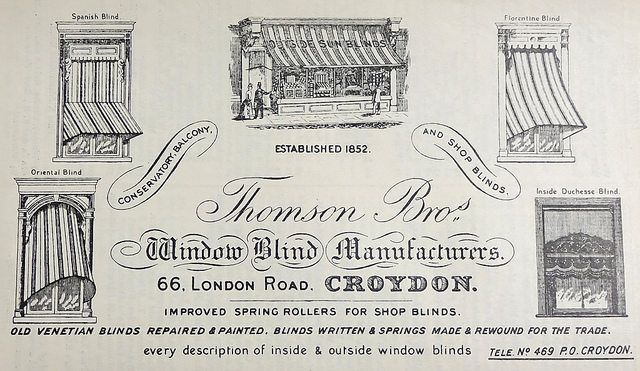 Spanish Blind.
OUTSIDE SUN BLINDS
Florentine Blind
ESTABLISHED 1852.
CONSERVATORY, BALCONY,
AND SHOP BLINDS.
Oriental Blind
Inside Duchesse Blind.
Thomson Bros.
Window Blind Manufacturers.
66, LONDON ROAD. CROYDON.
IMPROVED SPRING ROLLERS FOR SHOP BLINDS.
OLD VENETIAN BLINDS REPAIRED & PAINTED, BLINDS WRITTEN & SPRINGS MADE & REWOUND FOR THE TRADE.
every description of inside & outside window blinds
TELE. No 469 P.O. CROYDON.